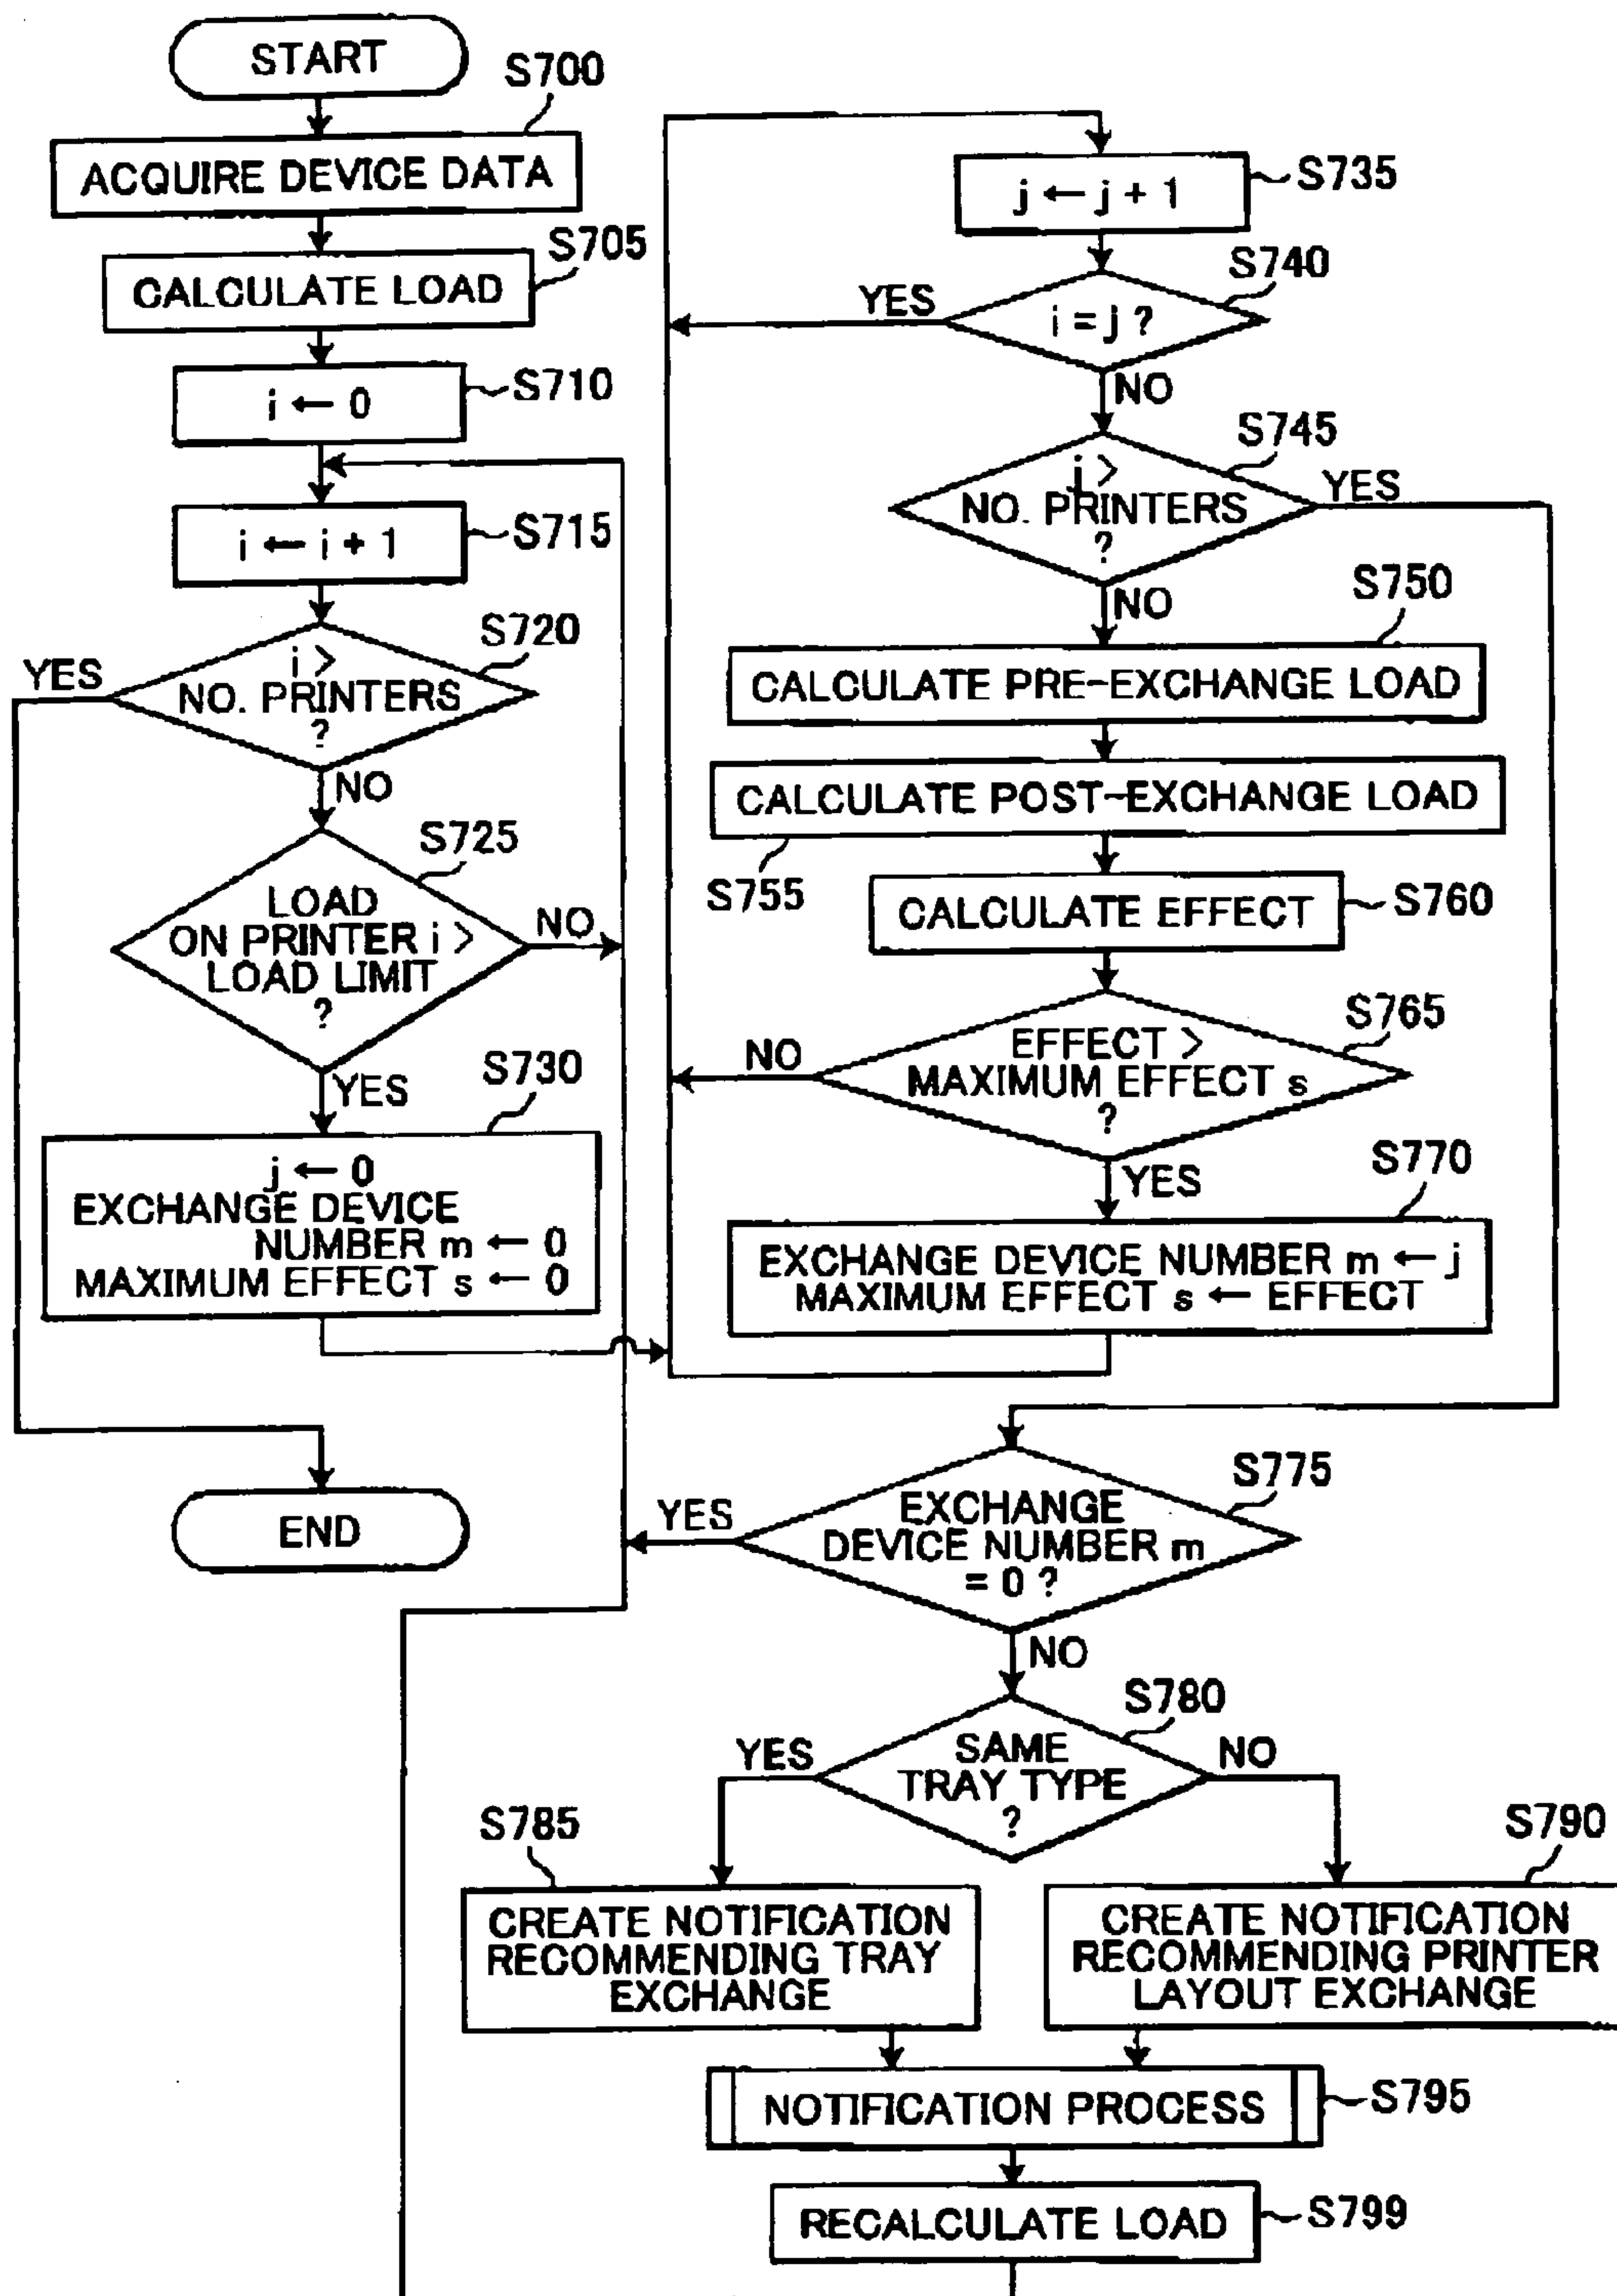 START
S700
ACQUIRE DEVICE DATA
S705
CALCULATE LOAD
S710
i ← 0
S715
i ← i + 1
S720
i >
NO. PRINTERS
?
YES
NO
S725
LOAD
ON PRINTER i >
LOAD LIMIT
?
NO
YES
S730
j ← 0
EXCHANGE DEVICE
NUMBER m ← 0
MAXIMUM EFFECT s ← 0
END
S735
j ← j + 1
S740
i = j ?
YES
NO
S745
j >
NO. PRINTERS
?
YES
NO
S750
CALCULATE PRE-EXCHANGE LOAD
CALCULATE POST-EXCHANGE LOAD
S755
CALCULATE EFFECT
S760
S765
EFFECT >
MAXIMUM EFFECT s
?
NO
YES
S770
EXCHANGE DEVICE NUMBER m ← j
MAXIMUM EFFECT s ← EFFECT
S775
EXCHANGE
DEVICE NUMBER m
= 0 ?
YES
NO
S780
SAME
TRAY TYPE
?
YES
NO
S785
CREATE NOTIFICATION
RECOMMENDING TRAY
EXCHANGE
S790
CREATE NOTIFICATION
RECOMMENDING PRINTER
LAYOUT EXCHANGE
NOTIFICATION PROCESS
S795
RECALCULATE LOAD
S799